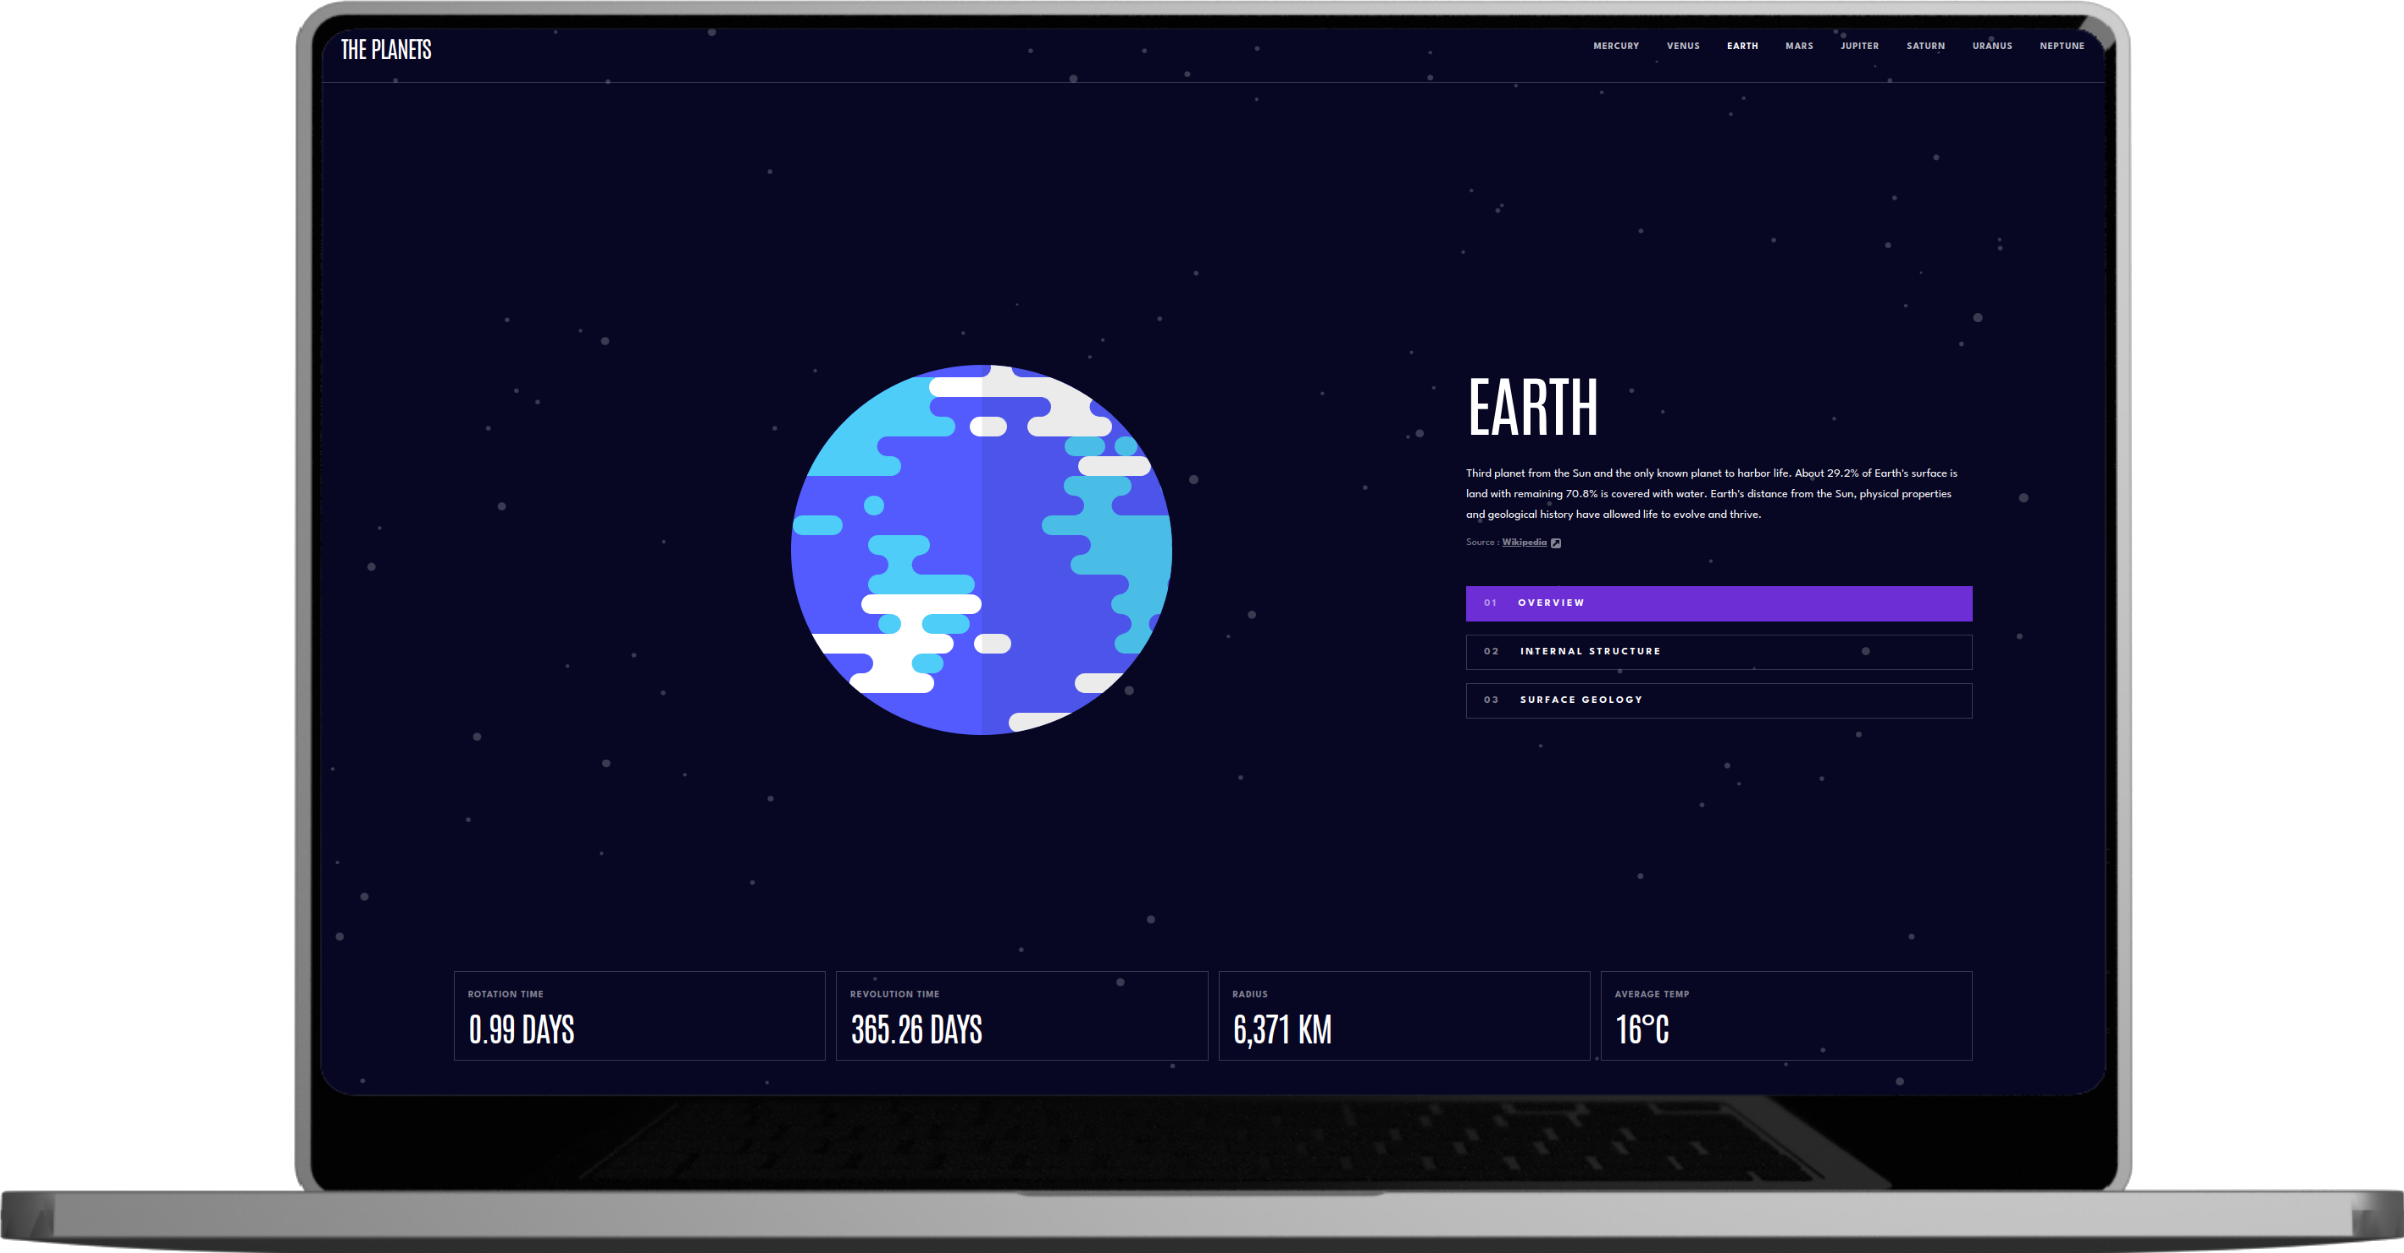 THE PLANETS
MERCURY VENUS EARTH MARS JUPITER SATURN URANUS NEPTUNE
EARTH
Third planet from the Sun and the only known planet to harbor life. About 29.2% of Earth's surface is
land with remaining 70.8% is covered with water. Earth's distance from the Sun, physical properties
and geological history have allowed life to evolve and thrive.
Source : Wikipedia
01 OVERVIEW
02 INTERNAL STRUCTURE
03 SURFACE GEOLOGY
ROTATION TIME
0.99 DAYS
REVOLUTION TIME
365.26 DAYS
RADIUS
6,371 KM
AVERAGE TEMP
16°C